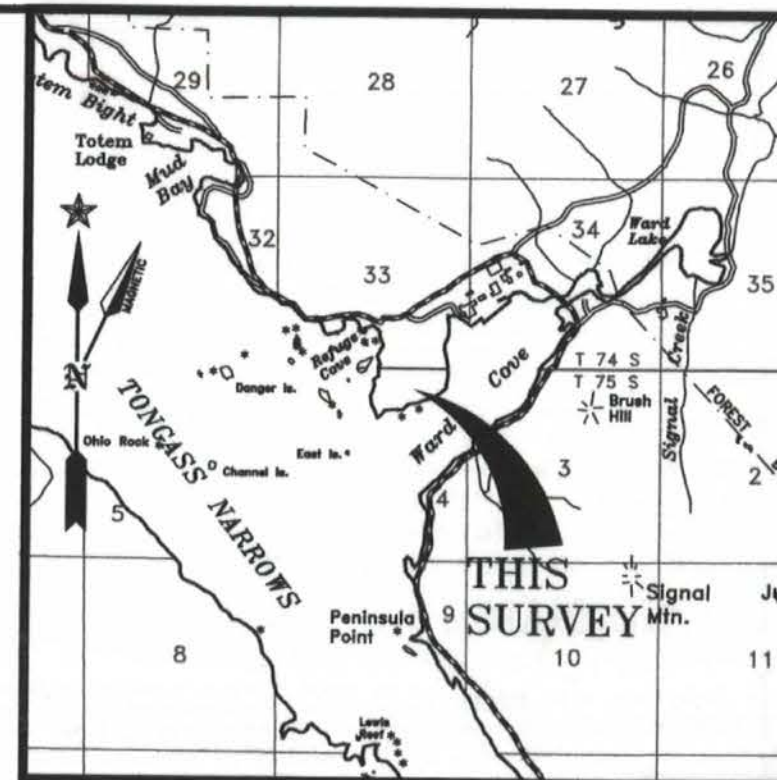 29
28
27
26
tem Bight
Totem
Lodge
Mud
Bay
32
33
34
Ward
Lake
35
MAGNETIC
N
Refuge
Cove
Danger Is.
T 74 S
T 75 S
Brush
Hill
Cove
Ward
Signal
Creek
FOREST
TONGASS NARROWS
Ohio Rock
Channel Is.
East Is.
5
4
3
2
THIS
SURVEY
Signal
Mtn.
Peninsula
Point
8
9
10
11
Lewis
Reef